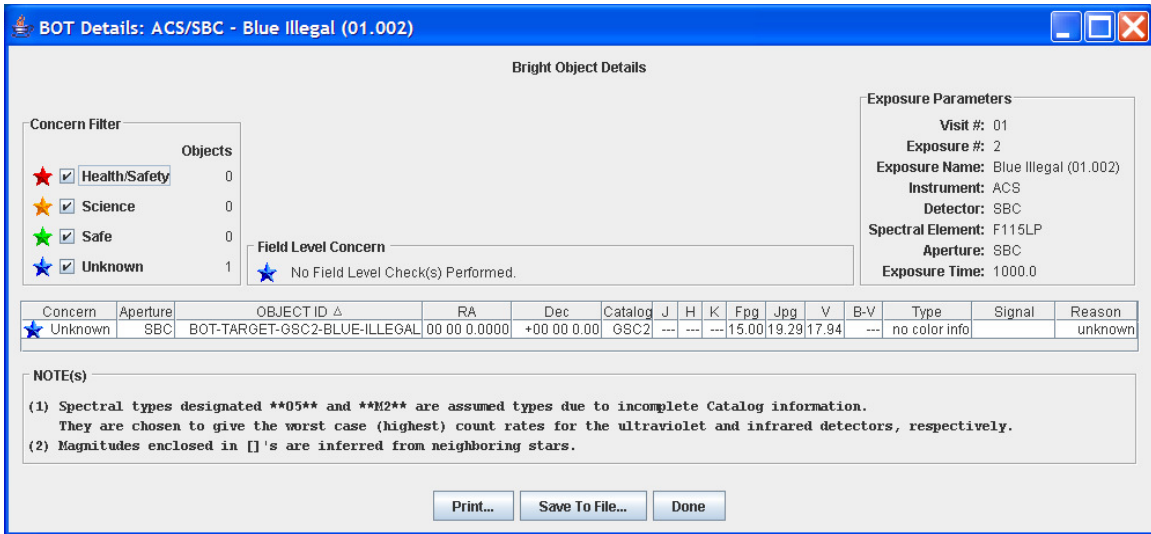 BOT Details: ACS/SBC - Blue Illegal (01.002)
Bright Object Details
Concern Filter
Objects
Health/Safety 0
Science 0
Safe 0
Unknown 1
Field Level Concern
No Field Level Check(s) Performed.
Exposure Parameters
Visit #: 01
Exposure #: 2
Exposure Name: Blue Illegal (01.002)
Instrument: ACS
Detector: SBC
Spectral Element: F115LP
Aperture: SBC
Exposure Time: 1000.0
Concern Aperture OBJECT ID RA Dec Catalog J H K Fpg Jpg V B-V Type Signal Reason
Unknown SBC BOT-TARGET-GSC2-BLUE-ILLEGAL 00 00 0.0000 +00 00 0.00 GSC2 --- --- --- 15.00 19.29 17.94 --- no color info unknown
NOTE(s)
(1) Spectral types designated **O5** and **M2** are assumed types due to incomplete Catalog information.
They are chosen to give the worst case (highest) count rates for the ultraviolet and infrared detectors, respectively.
(2) Magnitudes enclosed in []'s are inferred from neighboring stars.
Print... Save To File... Done